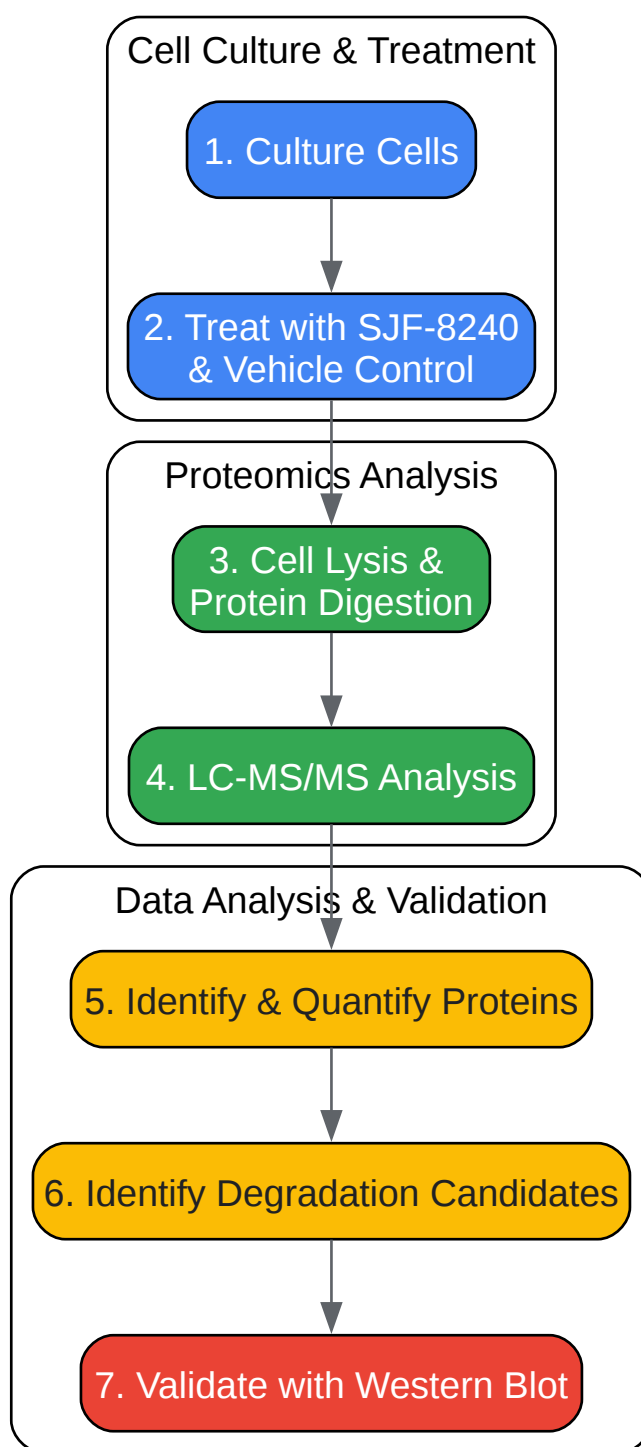 Cell Culture & Treatment
1. Culture Cells
2. Treat with SJF-8240
& Vehicle Control
Proteomics Analysis
3. Cell Lysis &
Protein Digestion
4. LC-MS/MS Analysis
Data Analysis & Validation
5. Identify & Quantify Proteins
6. Identify Degradation Candidates
7. Validate with Western Blot